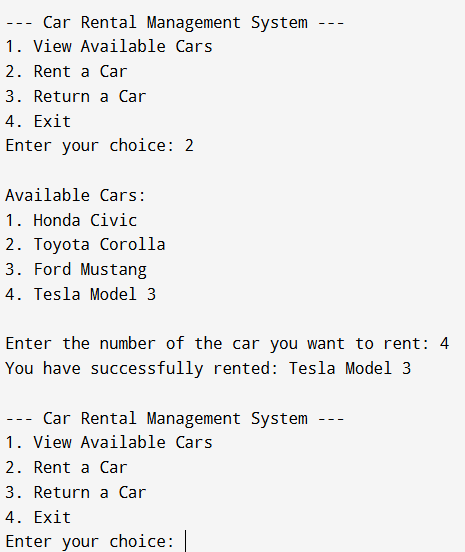 --- Car Rental Management System ---
1. View Available Cars
2. Rent a Car
3. Return a Car
4. Exit
Enter your choice: 2
Available Cars:
1. Honda Civic
2. Toyota Corolla
3. Ford Mustang
4. Tesla Model 3
Enter the number of the car you want to rent: 4
You have successfully rented: Tesla Model 3
--- Car Rental Management System ---
1. View Available Cars
2. Rent a Car
3. Return a Car
4. Exit
Enter your choice: